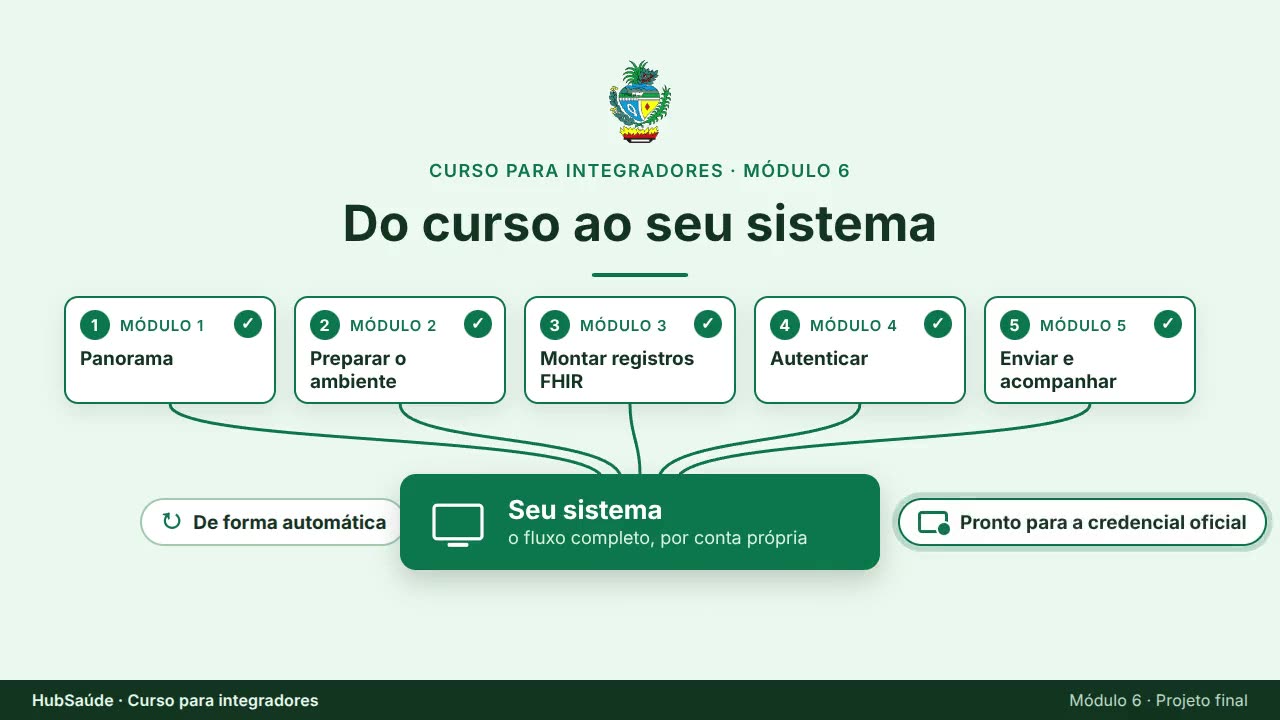 CURSO PARA INTEGRADORES · MÓDULO 6
Do curso ao seu sistema
1 MÓDULO 1 ✓
Panorama
2 MÓDULO 2 ✓
Preparar o
ambiente
3 MÓDULO 3 ✓
Montar registros
FHIR
4 MÓDULO 4 ✓
Autenticar
5 MÓDULO 5 ✓
Enviar e
acompanhar
De forma automática
Seu sistema
o fluxo completo, por conta própria
Pronto para a credencial oficial
HubSaúde · Curso para integradores
Módulo 6 · Projeto final